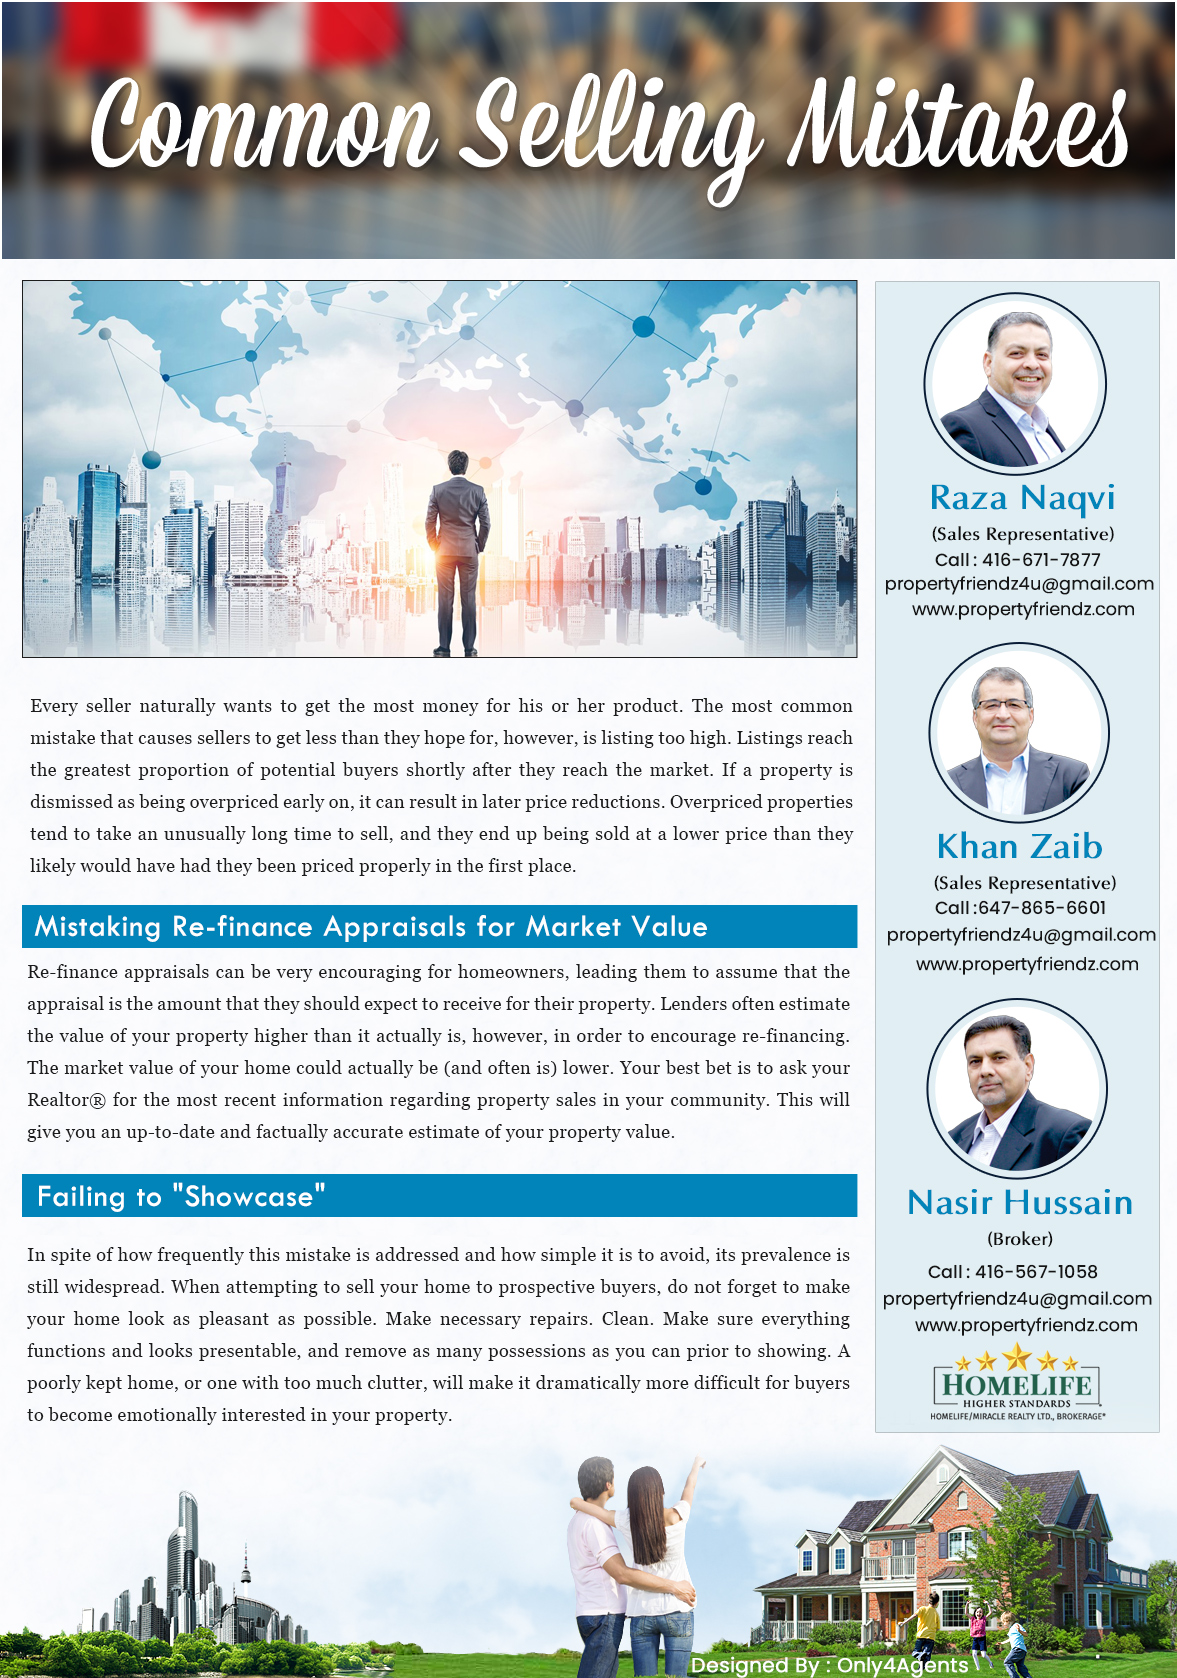 Common Selling Mistakes
Every seller naturally wants to get the most money for his or her product. The most common
mistake that causes sellers to get less than they hope for, however, is listing too high. Listings reach
the greatest proportion of potential buyers shortly after they reach the market. If a property is
dismissed as being overpriced early on, it can result in later price reductions. Overpriced properties
tend to take an unusually long time to sell, and they end up being sold at a lower price than they
likely would have had they been priced properly in the first place.
Mistaking Re-finance Appraisals for Market Value
Re-finance appraisals can be very encouraging for homeowners, leading them to assume that the
appraisal is the amount that they should expect to receive for their property. Lenders often estimate
the value of your property higher than it actually is, however, in order to encourage re-financing.
The market value of your home could actually be (and often is) lower. Your best bet is to ask your
Realtor® for the most recent information regarding property sales in your community. This will
give you an up-to-date and factually accurate estimate of your property value.
Failing to "Showcase"
In spite of how frequently this mistake is addressed and how simple it is to avoid, its prevalence is
still widespread. When attempting to sell your home to prospective buyers, do not forget to make
your home look as pleasant as possible. Make necessary repairs. Clean. Make sure everything
functions and looks presentable, and remove as many possessions as you can prior to showing. A
poorly kept home, or one with too much clutter, will make it dramatically more difficult for buyers
to become emotionally interested in your property.
Raza Naqvi
(Sales Representative)
Call : 416-671-7877
propertyfriendz4u@gmail.com
www.propertyfriendz.com
Khan Zaib
(Sales Representative)
Call :647-865-6601
propertyfriendz4u@gmail.com
www.propertyfriendz.com
Nasir Hussain
(Broker)
Call : 416-567-1058
propertyfriendz4u@gmail.com
www.propertyfriendz.com
HOMELIFE
HIGHER STANDARDS
HOMELIFE/MIRACLE REALTY LTD., BROKERAGE*
Designed By : Only4Agents